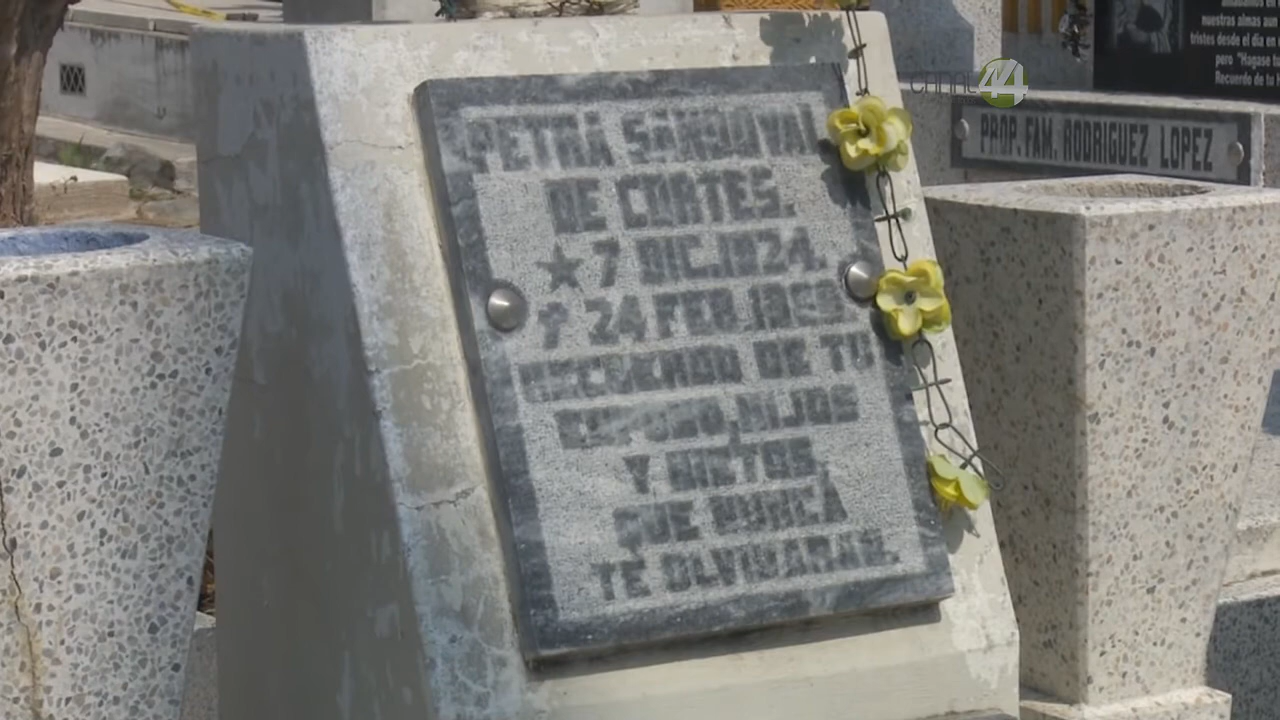 nuestras almas aun
tristes desde el día en
pero "Hagase tu
Recuerdo de tu
CANAL 44
PROP. FAM. RODRIGUEZ LOPEZ
PETRA SANDOVAL
DE CORTES.
★ 7 DIC. 1924.
† 24 FEB.
RECUERDO DE TU
ESPOSO, HIJOS
Y NIETOS
QUE NUNCA
TE OLVIDARAN.